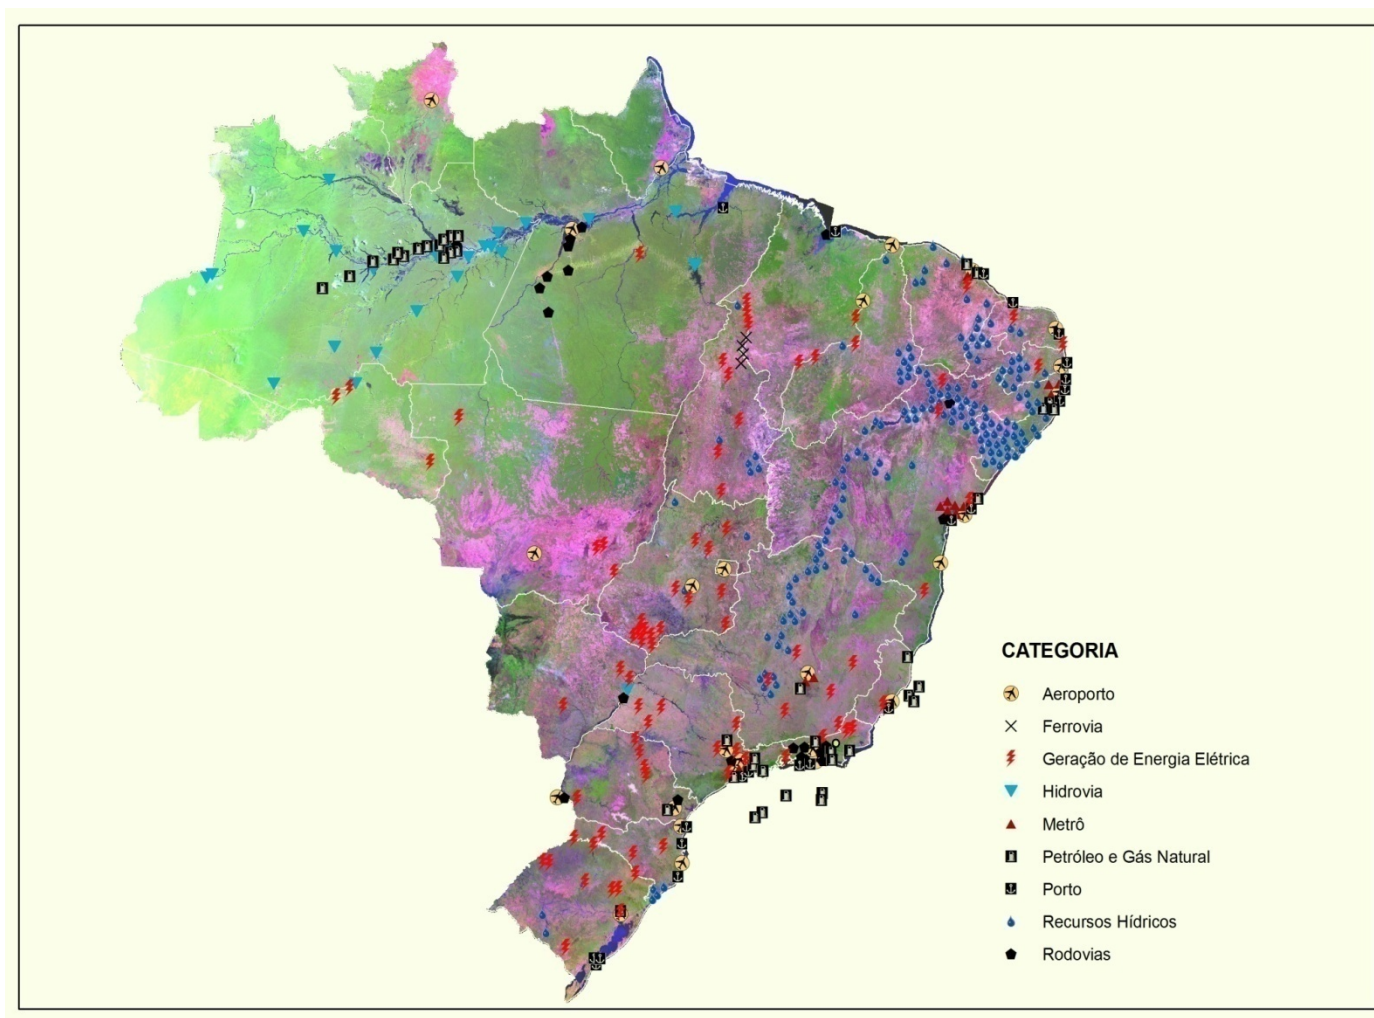 CATEGORIA
Aeroporto
Ferrovia
Geração de Energia Elétrica
Hidrovia
Metrô
Petróleo e Gás Natural
Porto
Recursos Hídricos
Rodovias